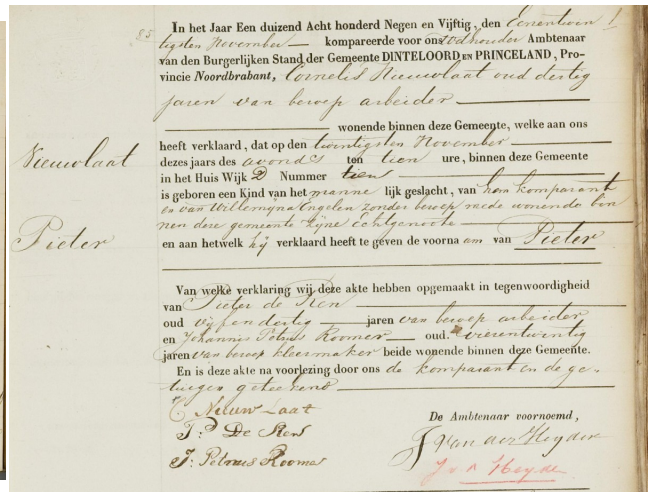 85
In het Jaar Een duizend Acht honderd Negen en Vijftig, den Eenentwin
tigsten November kompareerde voor ons Wethouder Ambtenaar
van den Burgerlijken Stand der Gemeente DINTELOORD EN PRINCELAND, Pro-
vincie Noordbrabant, Cornelis Nieuwlaat oud dertig
jaren van beroep arbeider
wonende binnen deze Gemeente, welke aan ons
heeft verklaard, dat op den twintigsten November
Nieuwlaat
dezes jaars des avonds ten tien ure, binnen deze Gemeente
in het Huis Wijk D Nummer tien
is geboren een Kind van het manne lijk geslacht, van hem komparant
en van Willemijna Engelen zonder beroep mede wonende bin
nen deze gemeente zijne echtgenoote
Pieter
en aan hetwelk hij verklaard heeft te geven de voorna am van Pieter
Van welke verklaring wij deze akte hebben opgemaakt in tegenwoordigheid
van Pieter de Ren
oud vijfendertig jaren van beroep arbeider
en Johannis Petrus Roomer oud vierentwintig
jaren van beroep kleermaker beide wonende binnen deze Gemeente.
En is deze akte na voorlezing door ons de komparant en de ge-
tuigen geteekend
C Nieuwlaat
De Ambtenaar voornoemd,
P: De Ren
J van der Heyden
J: Petrus Roomer